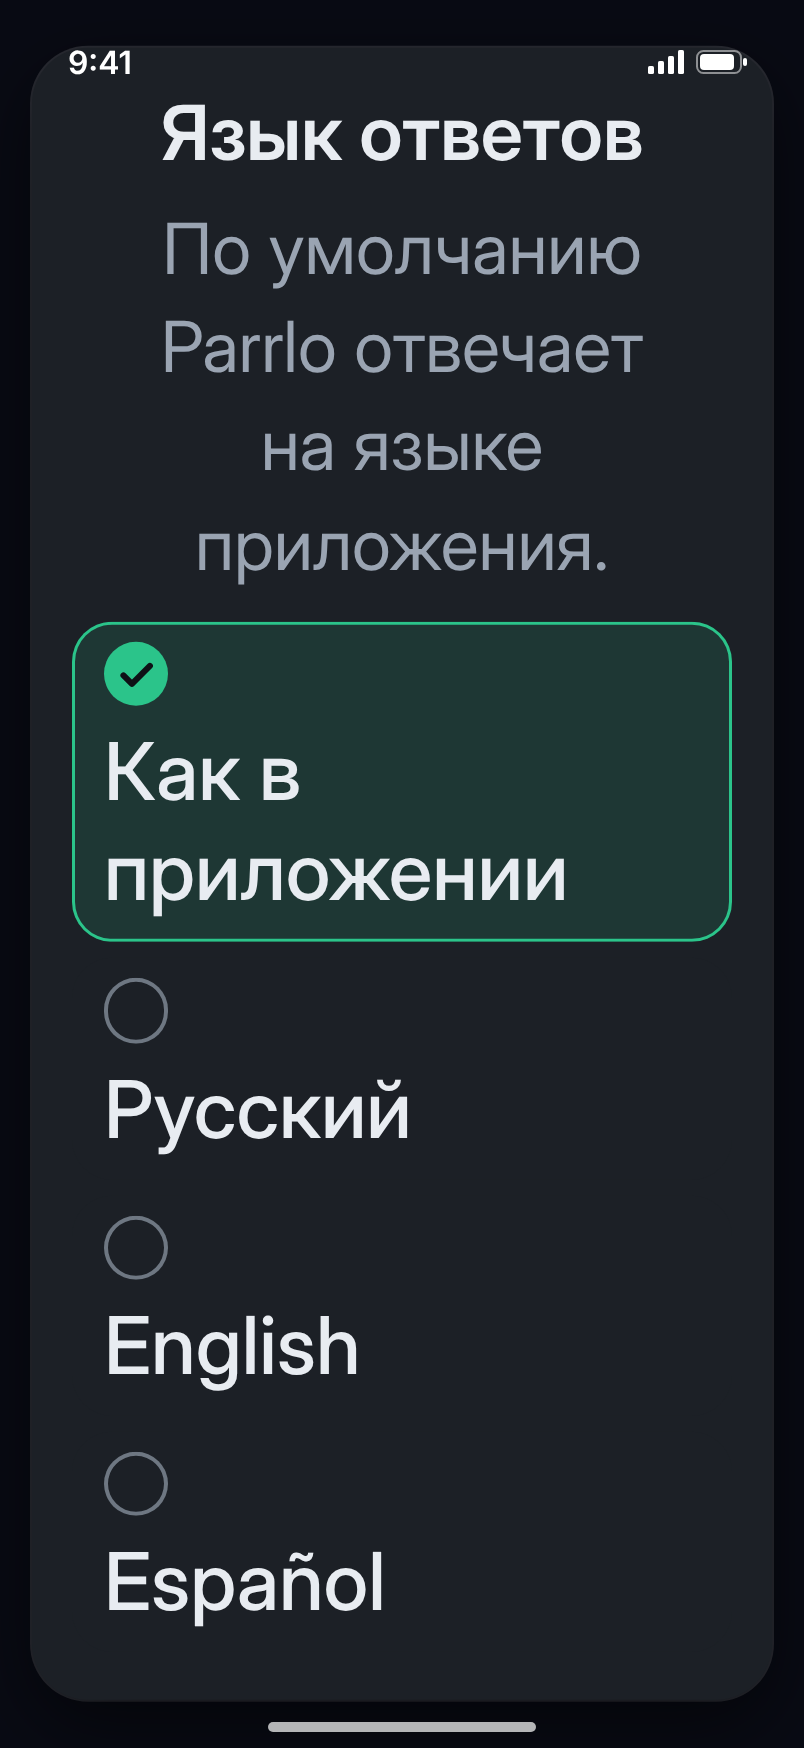 9:41
Язык ответов
По умолчанию
Parrlo отвечает
на языке
приложения.
Как в
приложении
Русский
English
Español